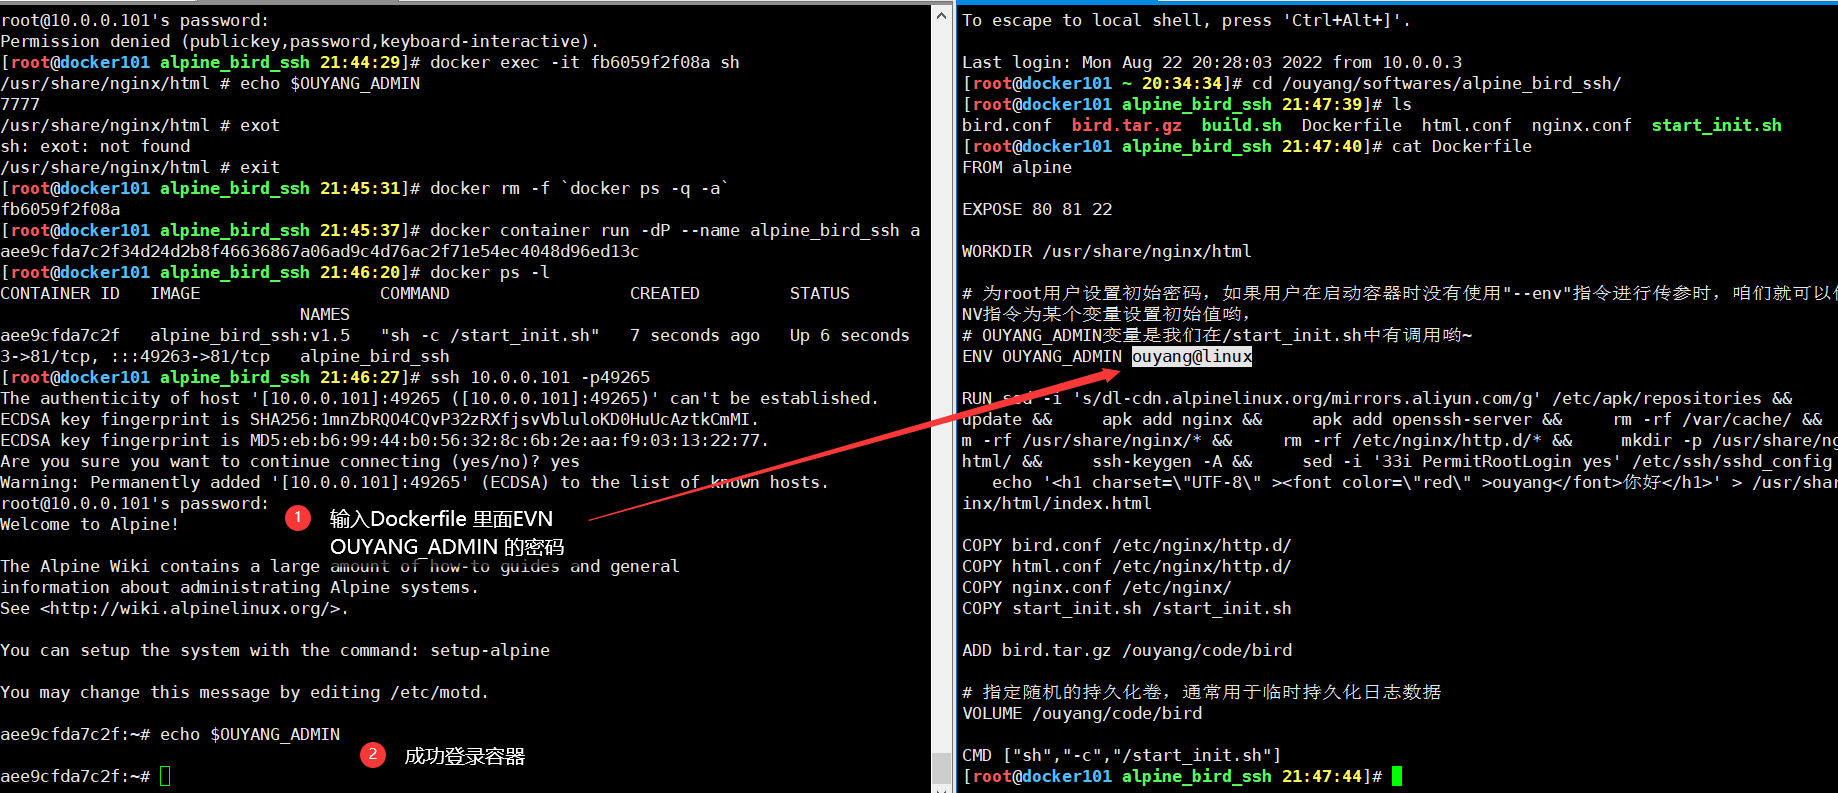 root@10.0.0.101's password:
Permission denied (publickey,password,keyboard-interactive).
[root@docker101 alpine_bird_ssh 21:44:29]# docker exec -it fb6059f2f08a sh
/usr/share/nginx/html # echo $OUYANG_ADMIN
7777
/usr/share/nginx/html # exot
sh: exot: not found
/usr/share/nginx/html # exit
[root@docker101 alpine_bird_ssh 21:45:31]# docker rm -f `docker ps -q -a`
fb6059f2f08a
[root@docker101 alpine_bird_ssh 21:45:37]# docker container run -dP --name alpine_bird_ssh a
aee9cfda7c2f34d24d2b8f46636867a06ad9c4d76ac2f71e54ec4048d96ed13c
[root@docker101 alpine_bird_ssh 21:46:20]# docker ps -l
CONTAINER ID   IMAGE                 COMMAND                  CREATED         STATUS
NAMES
aee9cfda7c2f   alpine_bird_ssh:v1.5   "sh -c /start_init.sh"   7 seconds ago   Up 6 seconds
3->81/tcp, :::49263->81/tcp   alpine_bird_ssh
[root@docker101 alpine_bird_ssh 21:46:27]# ssh 10.0.0.101 -p49265
The authenticity of host '[10.0.0.101]:49265 ([10.0.0.101]:49265)' can't be established.
ECDSA key fingerprint is SHA256:1mnZbRQO4CQvP32zRXfjsvVbluloKD0HuUcAztkCmMI.
ECDSA key fingerprint is MD5:eb:b6:99:44:b0:56:32:8c:6b:2e:aa:f9:03:13:22:77.
Are you sure you want to continue connecting (yes/no)? yes
Warning: Permanently added '[10.0.0.101]:49265' (ECDSA) to the list of known hosts.
root@10.0.0.101's password:
Welcome to Alpine!
1 输入Dockerfile 里面EVN
OUYANG_ADMIN 的密码
The Alpine Wiki contains a large amount of how-to guides and general
information about administrating Alpine systems.
See <http://wiki.alpinelinux.org/>.
You can setup the system with the command: setup-alpine
You may change this message by editing /etc/motd.
aee9cfda7c2f:~# echo $OUYANG_ADMIN
2 成功登录容器
aee9cfda7c2f:~#
To escape to local shell, press 'Ctrl+Alt+]'.
Last login: Mon Aug 22 20:28:03 2022 from 10.0.0.3
[root@docker101 ~ 20:34:34]# cd /ouyang/softwares/alpine_bird_ssh/
[root@docker101 alpine_bird_ssh 21:47:39]# ls
bird.conf  bird.tar.gz  build.sh  Dockerfile  html.conf  nginx.conf  start_init.sh
[root@docker101 alpine_bird_ssh 21:47:40]# cat Dockerfile
FROM alpine
EXPOSE 80 81 22
WORKDIR /usr/share/nginx/html
# 为root用户设置初始密码，如果用户在启动容器时没有使用"--env"指令进行传参时，咱们就可以
NV指令为某个变量设置初始值哟，
# OUYANG_ADMIN变量是我们在/start_init.sh中有调用哟~
ENV OUYANG_ADMIN ouyang@linux
RUN sed -i 's/dl-cdn.alpinelinux.org/mirrors.aliyun.com/g' /etc/apk/repositories &&
update &&     apk add nginx &&     apk add openssh-server &&     rm -rf /var/cache/ &&
m -rf /usr/share/nginx/* &&     rm -rf /etc/nginx/http.d/* &&     mkdir -p /usr/share/ng
html/ &&     ssh-keygen -A &&     sed -i '33i PermitRootLogin yes' /etc/ssh/sshd_config
echo '<h1 charset=\"UTF-8\" ><font color=\"red\" >ouyang</font>你好</h1>' > /usr/shar
inx/html/index.html
COPY bird.conf /etc/nginx/http.d/
COPY html.conf /etc/nginx/http.d/
COPY nginx.conf /etc/nginx/
COPY start_init.sh /start_init.sh
ADD bird.tar.gz /ouyang/code/bird
# 指定随机的持久化卷，通常用于临时持久化日志数据
VOLUME /ouyang/code/bird
CMD ["sh","-c","/start_init.sh"]
[root@docker101 alpine_bird_ssh 21:47:44]#